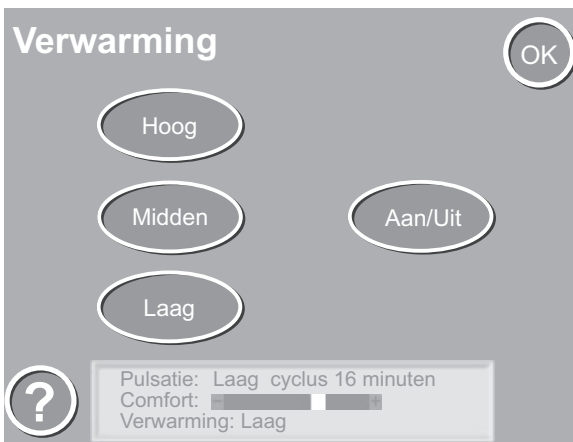 Verwarming
OK
Hoog
Midden
Aan/Uit
Laag
?
Pulsatie: Laag cyclus 16 minuten
Comfort: - +
Verwarming: Laag